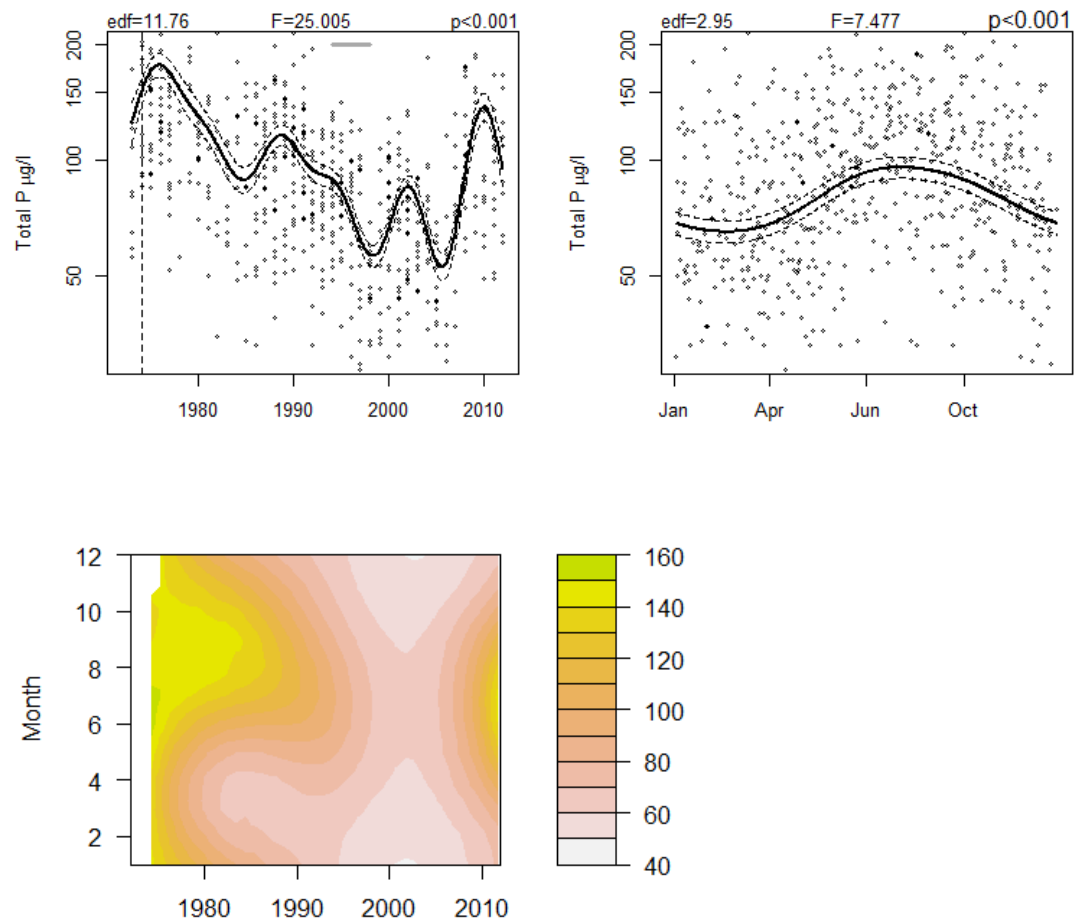 edf=11.76 F=25.005 p<0.001
200
150
100
50
Total P µg/l
1980 1990 2000 2010
edf=2.95 F=7.477 p<0.001
200
150
100
50
Total P µg/l
Jan Apr Jun Oct
12
10
8
6
4
2
Month
1980 1990 2000 2010
160
140
120
100
80
60
40